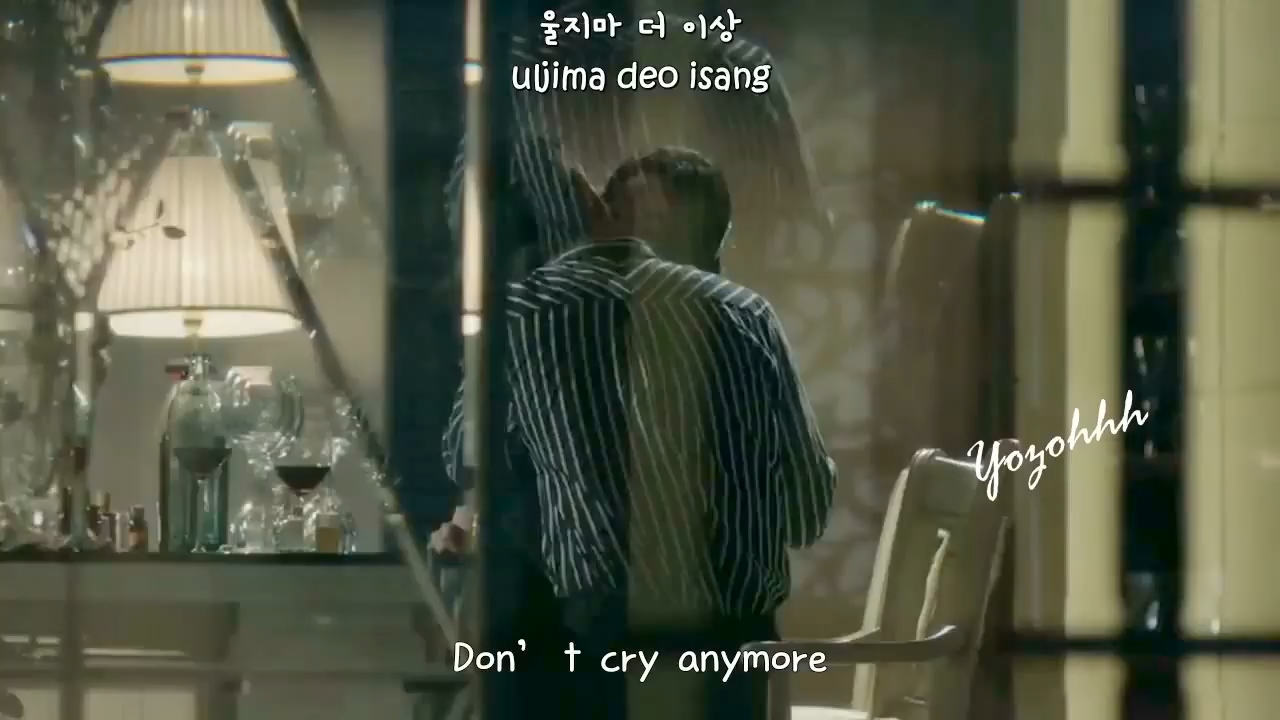 울지마 더 이상
uljima deo isang
Yozohhh
Don’t cry anymore